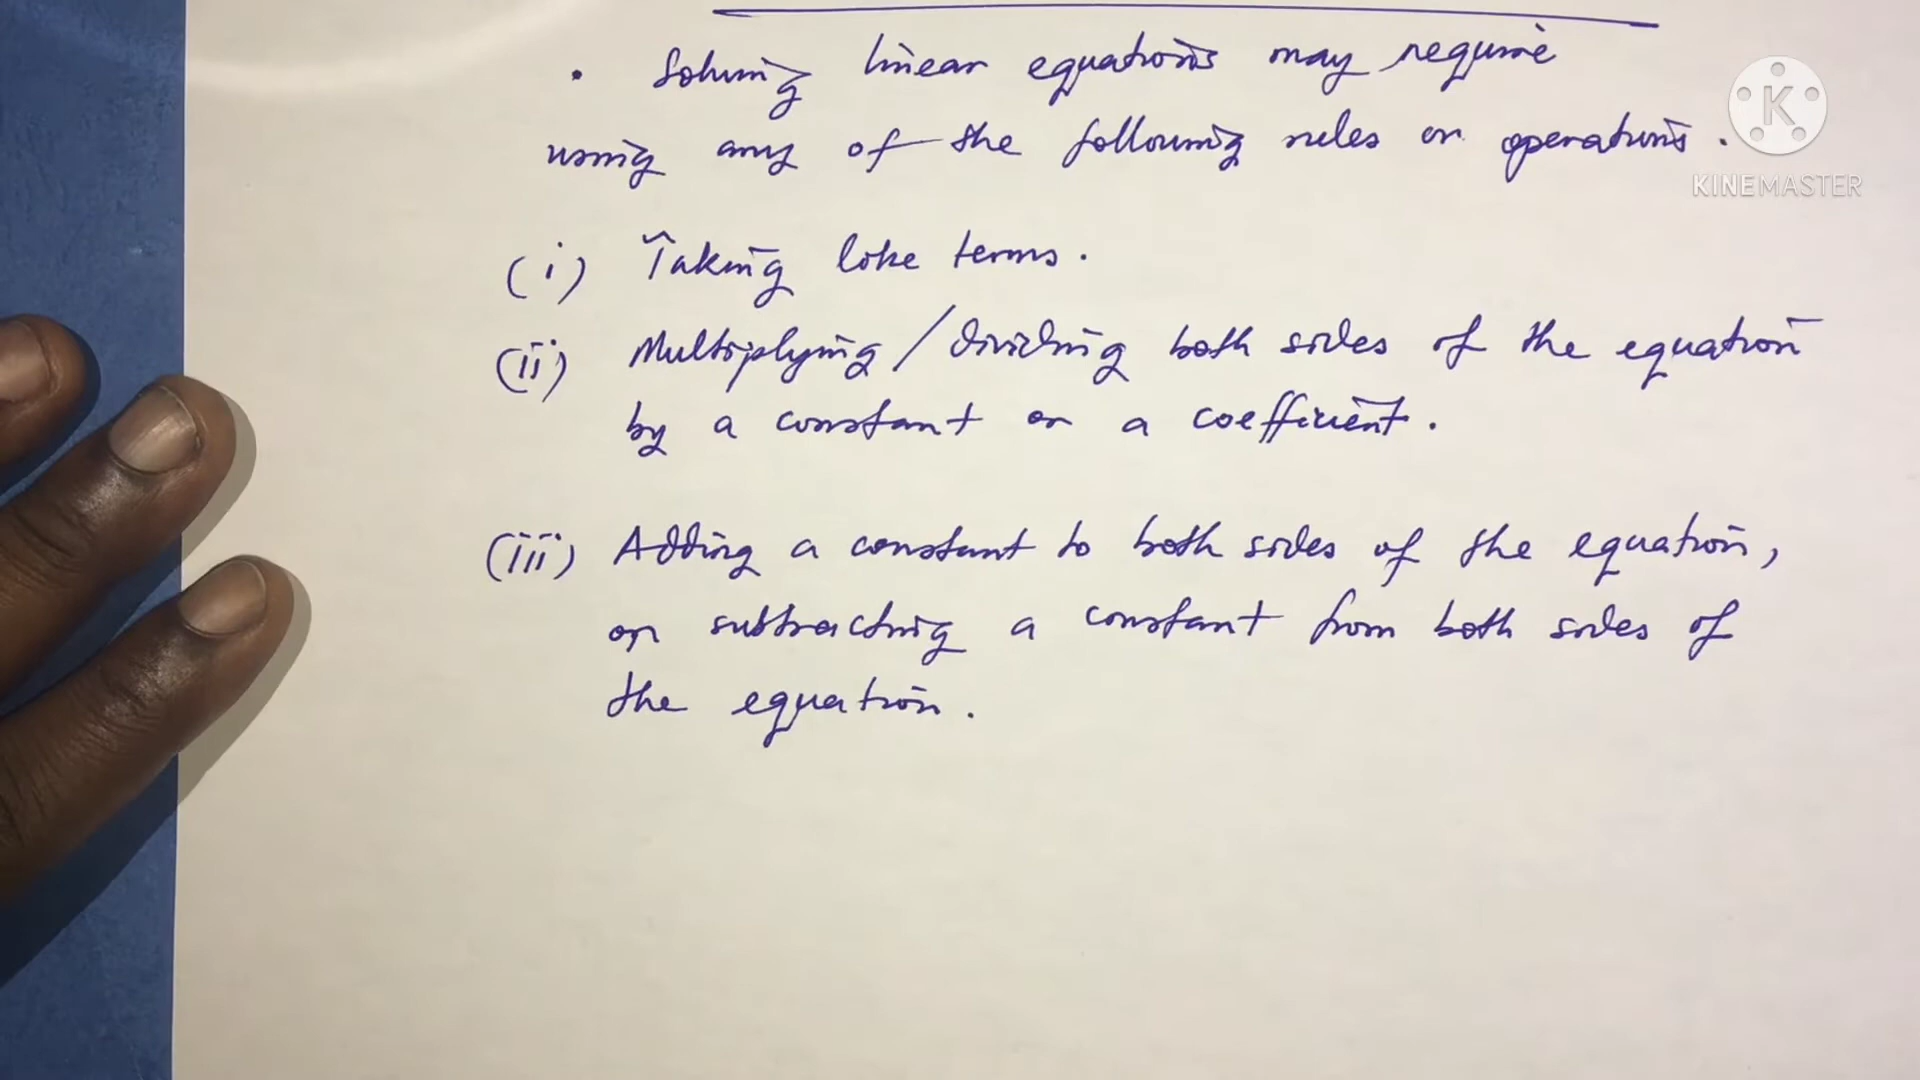 • Solving linear equations may require
using any of the following rules or operations.
KINEMASTER
(i) Taking like terms.
(ii) Multiplying/dividing both sides of the equation
by a constant or a coefficient.
(iii) Adding a constant to both sides of the equation,
or subtracting a constant from both sides of
the equation.